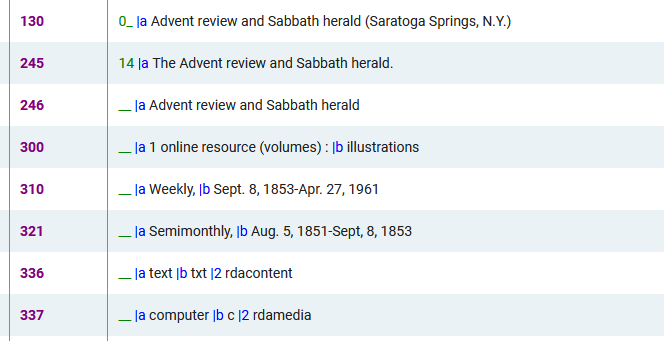 130 0_ |a Advent review and Sabbath herald (Saratoga Springs, N.Y.)
245 14 |a The Advent review and Sabbath herald.
246 __ |a Advent review and Sabbath herald
300 __ |a 1 online resource (volumes) : |b illustrations
310 __ |a Weekly, |b Sept. 8, 1853-Apr. 27, 1961
321 __ |a Semimonthly, |b Aug. 5, 1851-Sept, 8, 1853
336 __ |a text |b txt |2 rdacontent
337 __ |a computer |b c |2 rdamedia